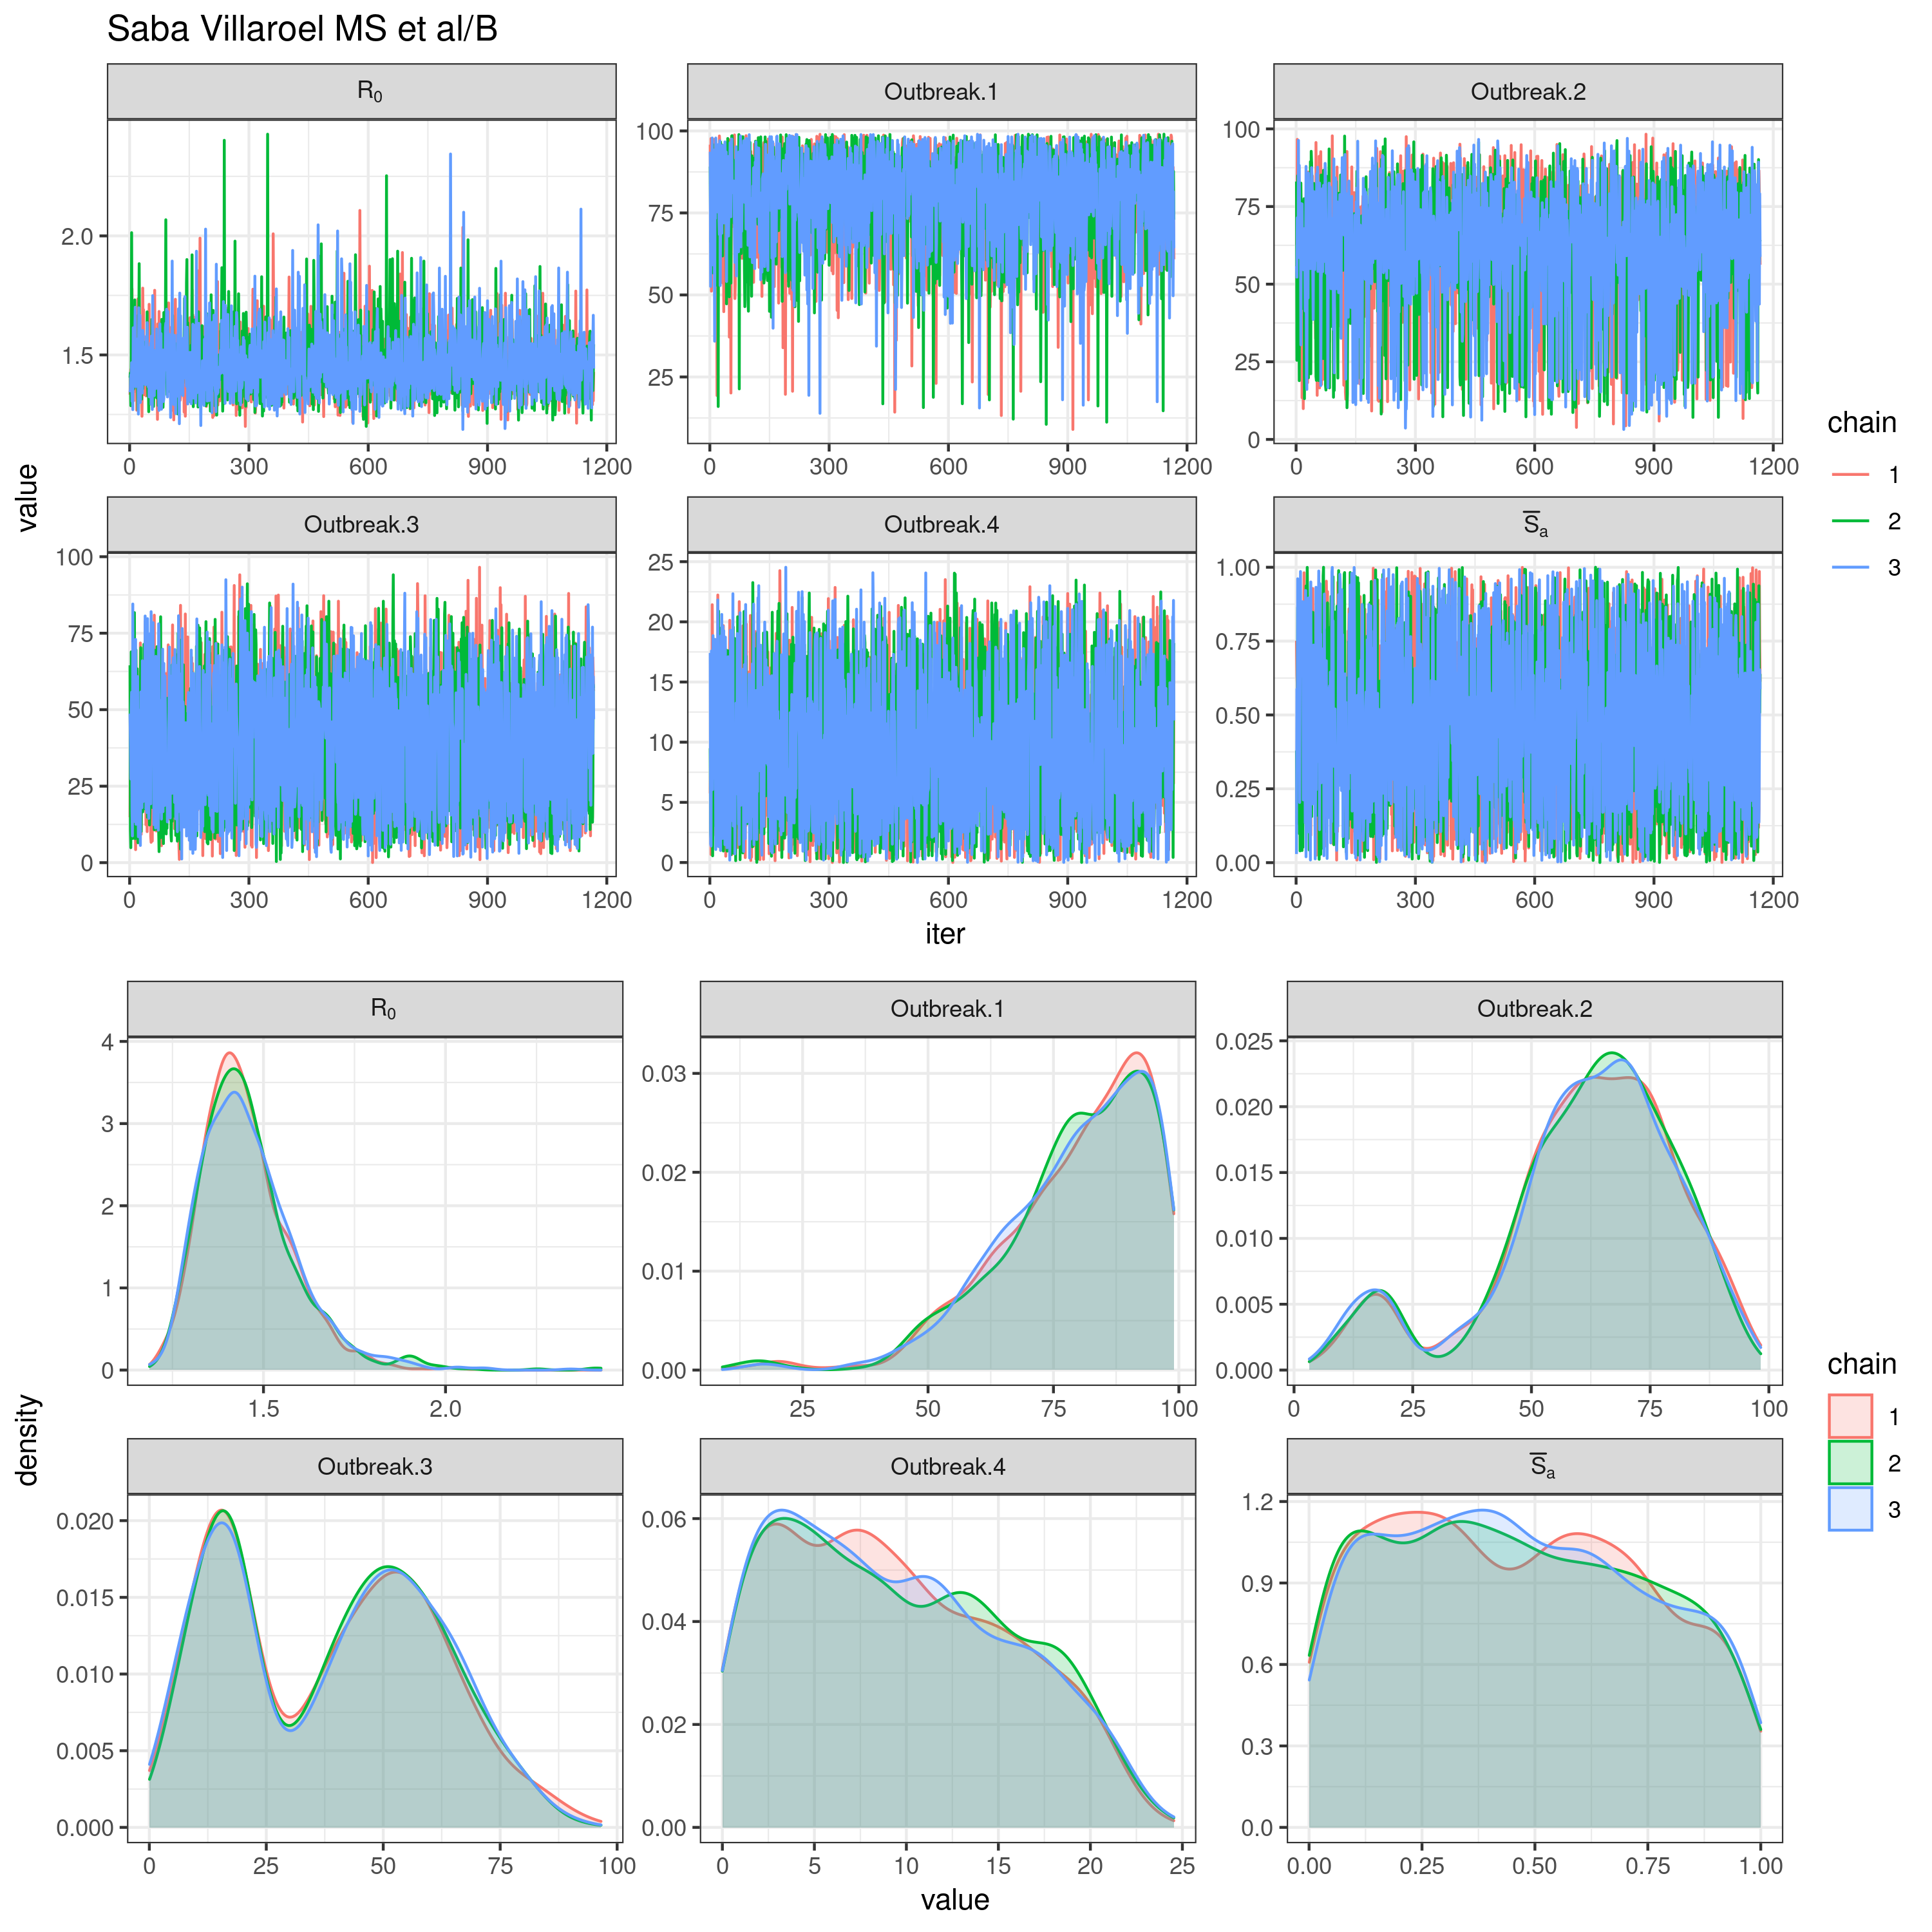 Saba Villaroel MS et al/B
R₀ Outbreak.1 Outbreak.2
2.0
1.5
0 300 600 900 1200
100
75
50
25
0 300 600 900 1200
100
75
50
25
0
0 300 600 900 1200
value
Outbreak.3 Outbreak.4 S̅ₐ
100
75
50
25
0
0 300 600 900 1200
25
20
15
10
5
0
0 300 600 900 1200
1.00
0.75
0.50
0.25
0.00
0 300 600 900 1200
iter
chain
1
2
3
R₀ Outbreak.1 Outbreak.2
4
3
2
1
0
1.5 2.0
0.03
0.02
0.01
0.00
25 50 75 100
0.025
0.020
0.015
0.010
0.005
0.000
0 25 50 75 100
density
Outbreak.3 Outbreak.4 S̅ₐ
0.020
0.015
0.010
0.005
0.000
0 25 50 75 100
0.06
0.04
0.02
0.00
0 5 10 15 20 25
1.2
0.9
0.6
0.3
0.0
0.00 0.25 0.50 0.75 1.00
value
chain
1
2
3